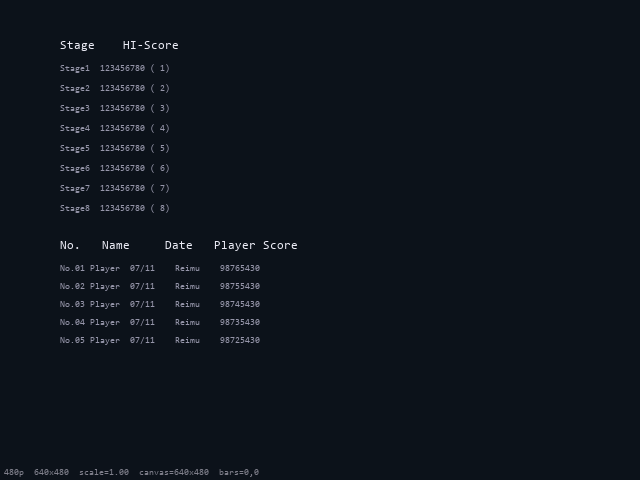 Stage    HI-Score
Stage1  123456780 ( 1)
Stage2  123456780 ( 2)
Stage3  123456780 ( 3)
Stage4  123456780 ( 4)
Stage5  123456780 ( 5)
Stage6  123456780 ( 6)
Stage7  123456780 ( 7)
Stage8  123456780 ( 8)
No.   Name     Date   Player Score
No.01 Player  07/11    Reimu    98765430
No.02 Player  07/11    Reimu    98755430
No.03 Player  07/11    Reimu    98745430
No.04 Player  07/11    Reimu    98735430
No.05 Player  07/11    Reimu    98725430
480p  640x480  scale=1.00  canvas=640x480  bars=0,0